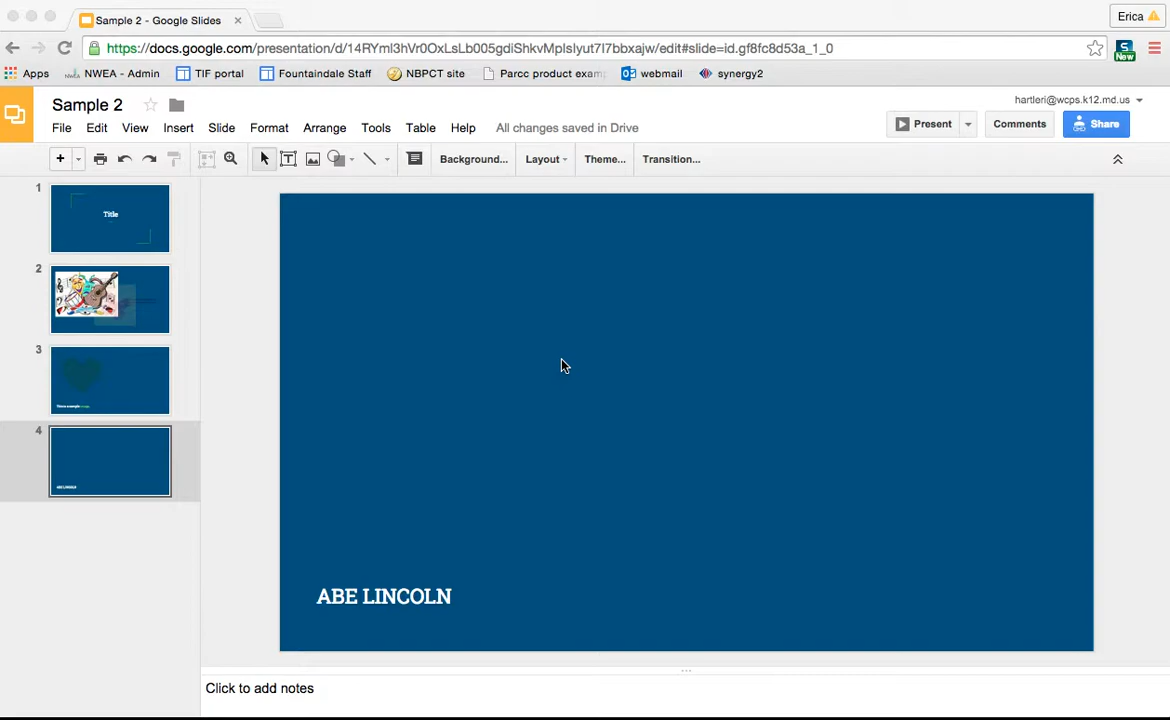 Sample 2 - Google Slides
Erica
https://docs.google.com/presentation/d/14RYml3hVr0OxLsLb005gdiShkvMplsIyut7I7bbxajw/edit#slide=id.gf8fc8d53a_1_0
New
Apps NWEA - Admin TIF portal Fountaindale Staff NBPCT site Parcc product exam webmail synergy2
Sample 2
hartleri@wcps.k12.md.us
File Edit View Insert Slide Format Arrange Tools Table Help All changes saved in Drive
Present Comments Share
Background... Layout Theme... Transition...
1
Title
2
3
4
ABE LINCOLN
ABE LINCOLN
Click to add notes